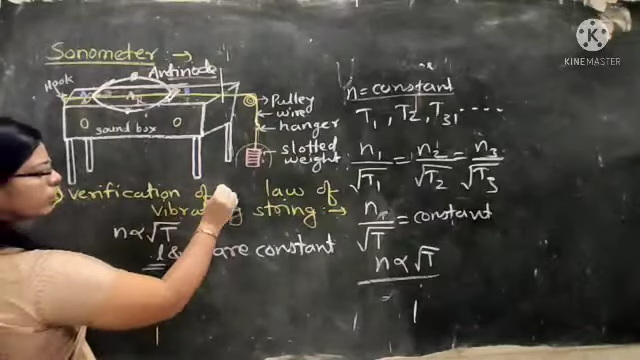 Sonometer →
Hook
Antinode
Pulley
wire
hanger
slotted
weight
sound box
verification of law of
vibrating string :→
n ∝ √T
l & are constant
n = constant
T₁, T₂, T₃, ....
n₁/√T₁ = n₂/√T₂ = n₃/√T₃
n/√T = constant
n ∝ √T
KINEMASTER